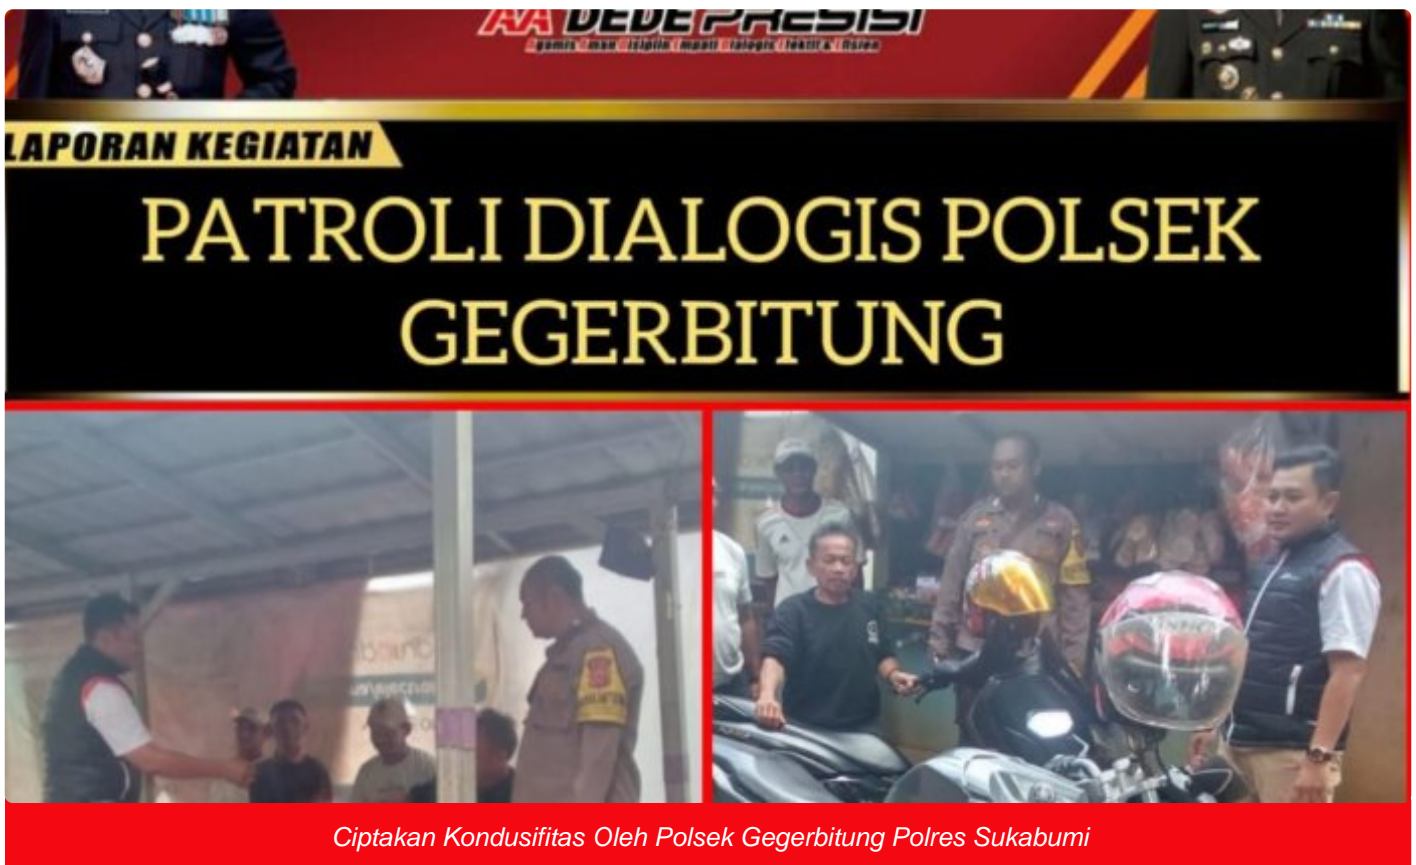 AA DEDE PRESISI
LAPORAN KEGIATAN
PATROLI DIALOGIS POLSEK
GEGERBITUNG
Ciptakan Kondusifitas Oleh Polsek Gegerbitung Polres Sukabumi